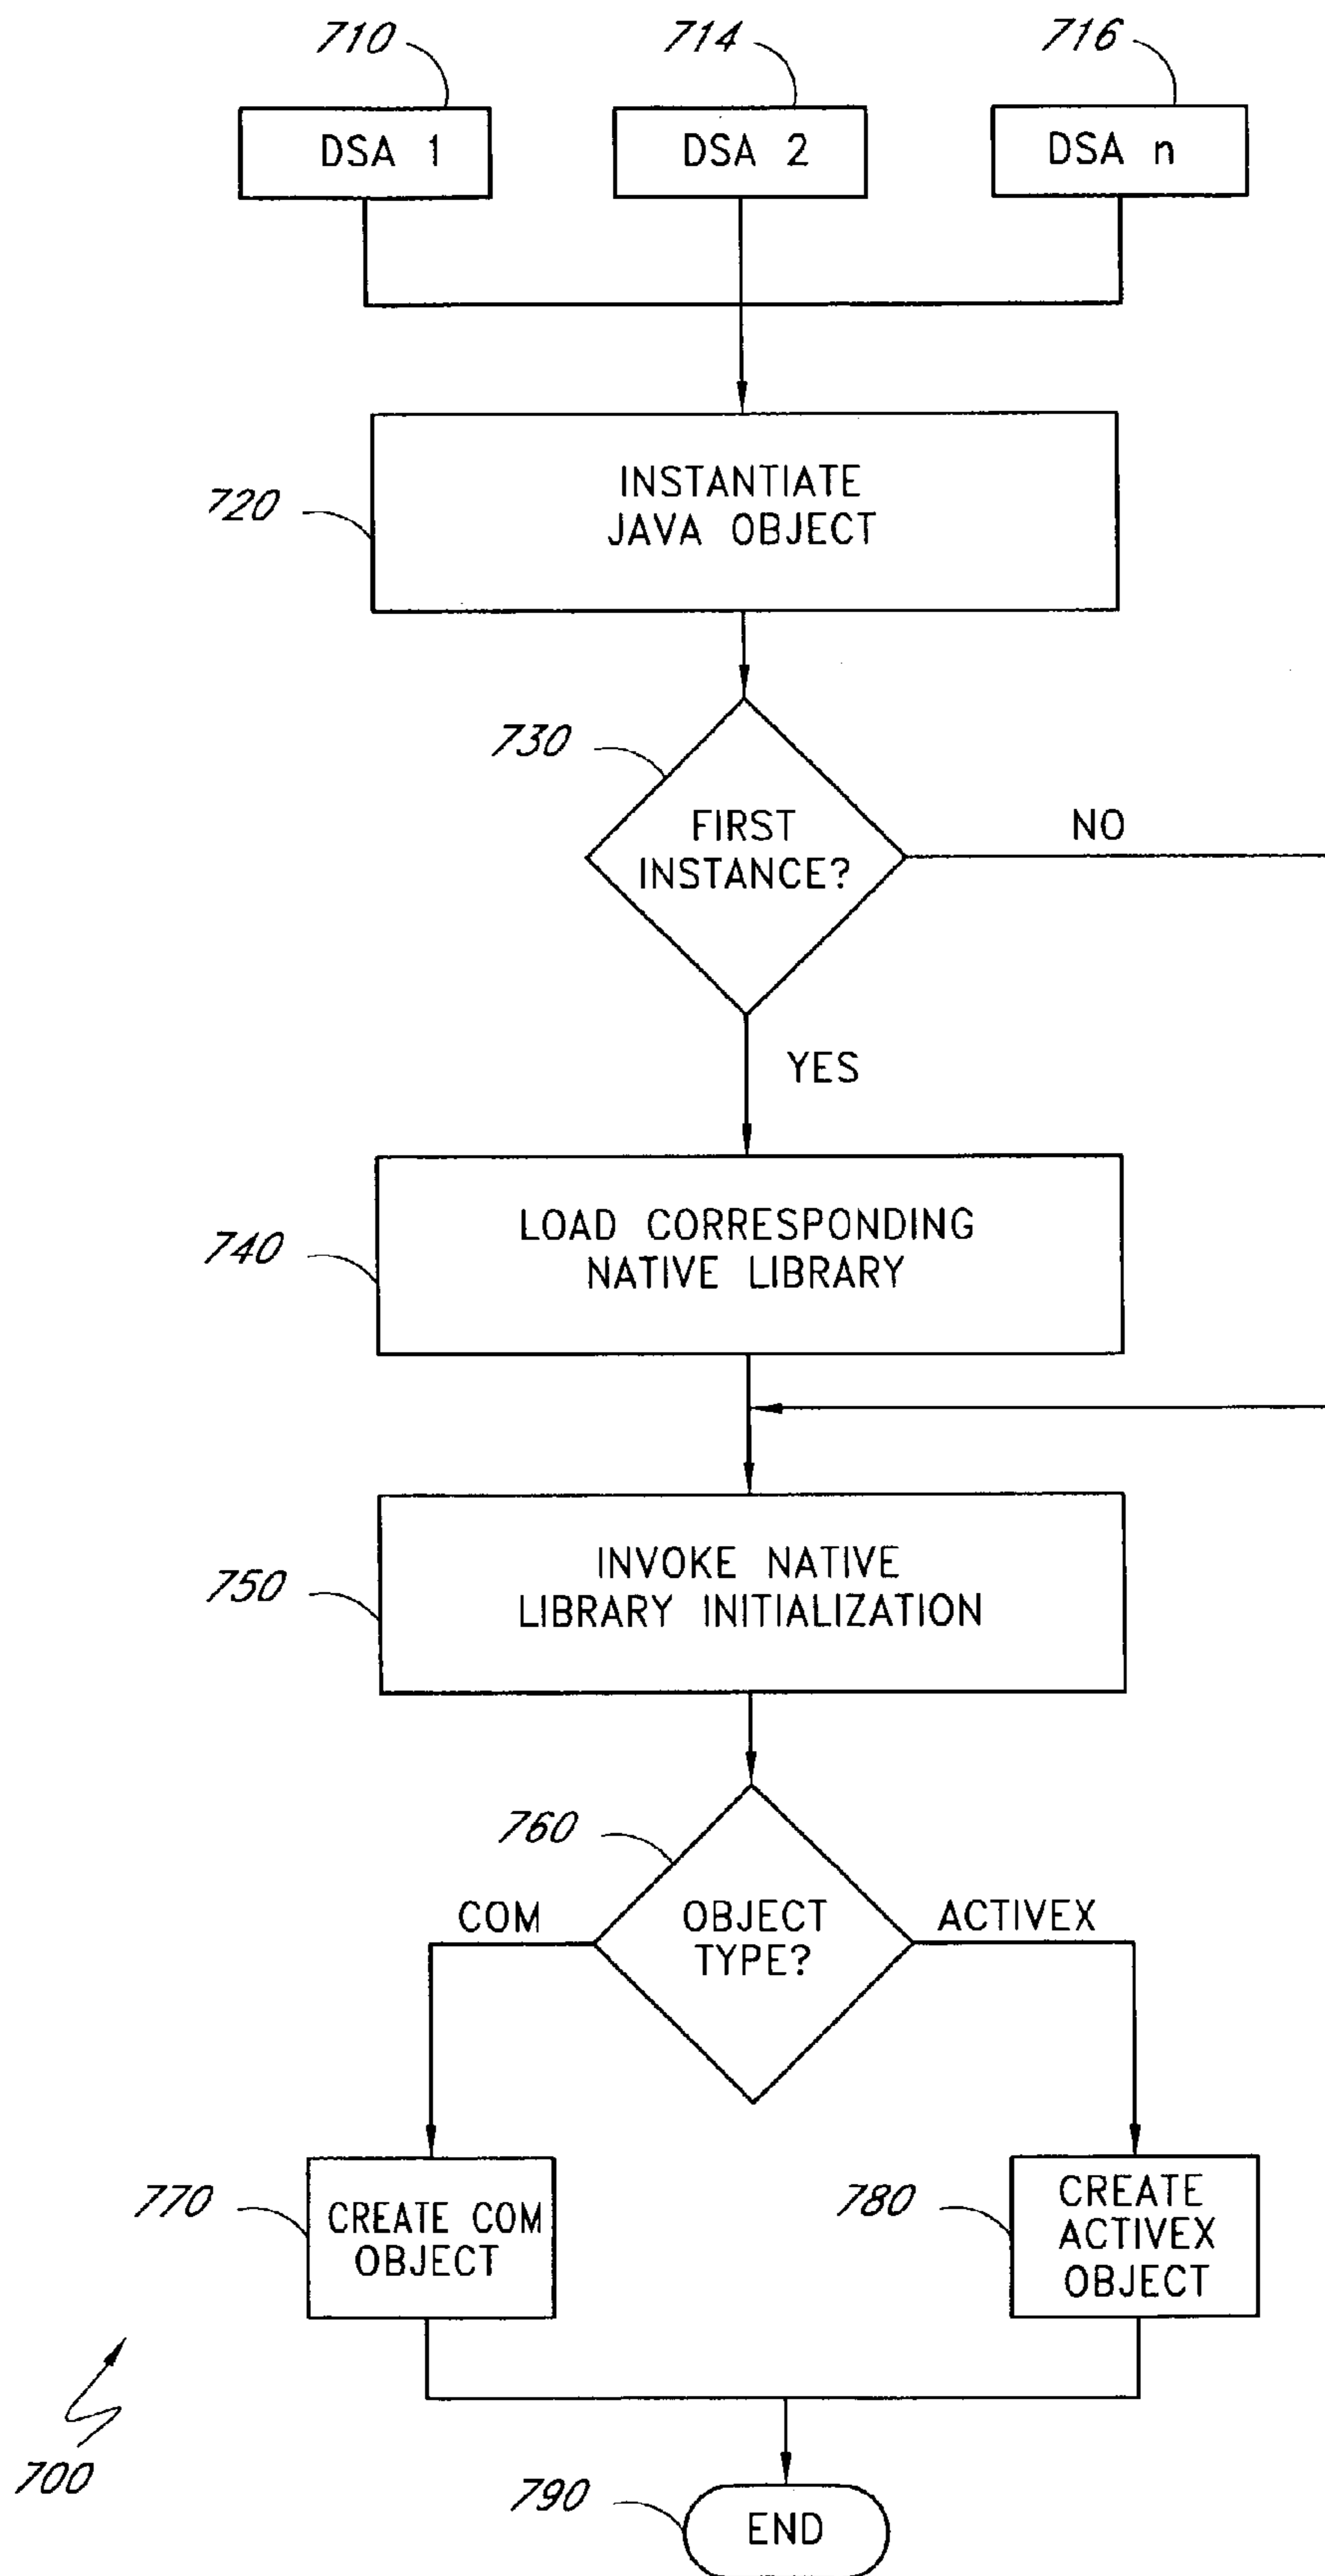 710
714
716
DSA 1
DSA 2
DSA n
INSTANTIATE
JAVA OBJECT
720
730
FIRST
INSTANCE?
NO
YES
LOAD CORRESPONDING
NATIVE LIBRARY
740
INVOKE NATIVE
LIBRARY INITIALIZATION
750
760
COM
OBJECT
TYPE?
ACTIVEX
770
CREATE COM
OBJECT
780
CREATE
ACTIVEX
OBJECT
700
790
END